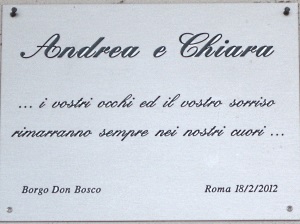 Andrea e Chiara
... i vostri occhi ed il vostro sorriso
rimarranno sempre nei nostri cuori ...
Borgo Don Bosco Roma 18/2/2012